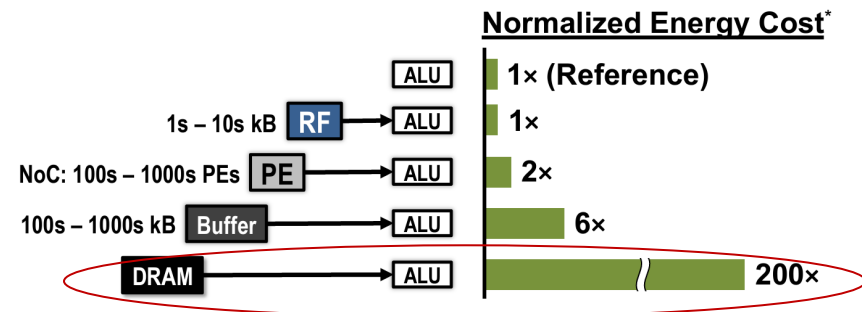 Normalized Energy Cost*
ALU 1× (Reference)
1s – 10s kB RF ALU 1×
NoC: 100s – 1000s PEs PE ALU 2×
100s – 1000s kB Buffer ALU 6×
DRAM ALU 200×